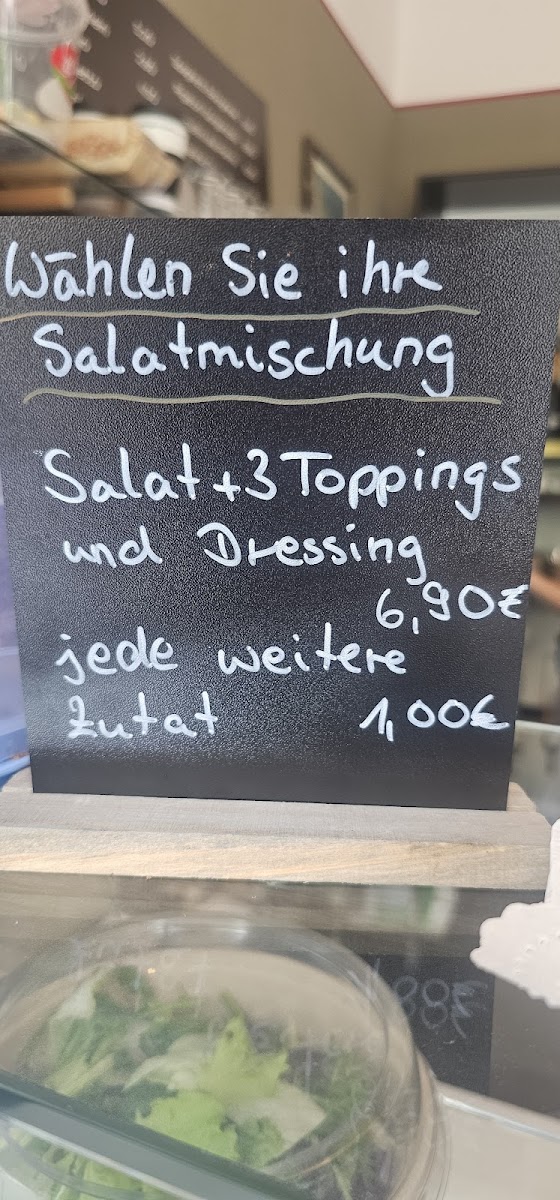 Wählen Sie ihre
Salatmischung
Salat + 3 Toppings
und Dressing
6,90€
jede weitere
Zutat 1,00€